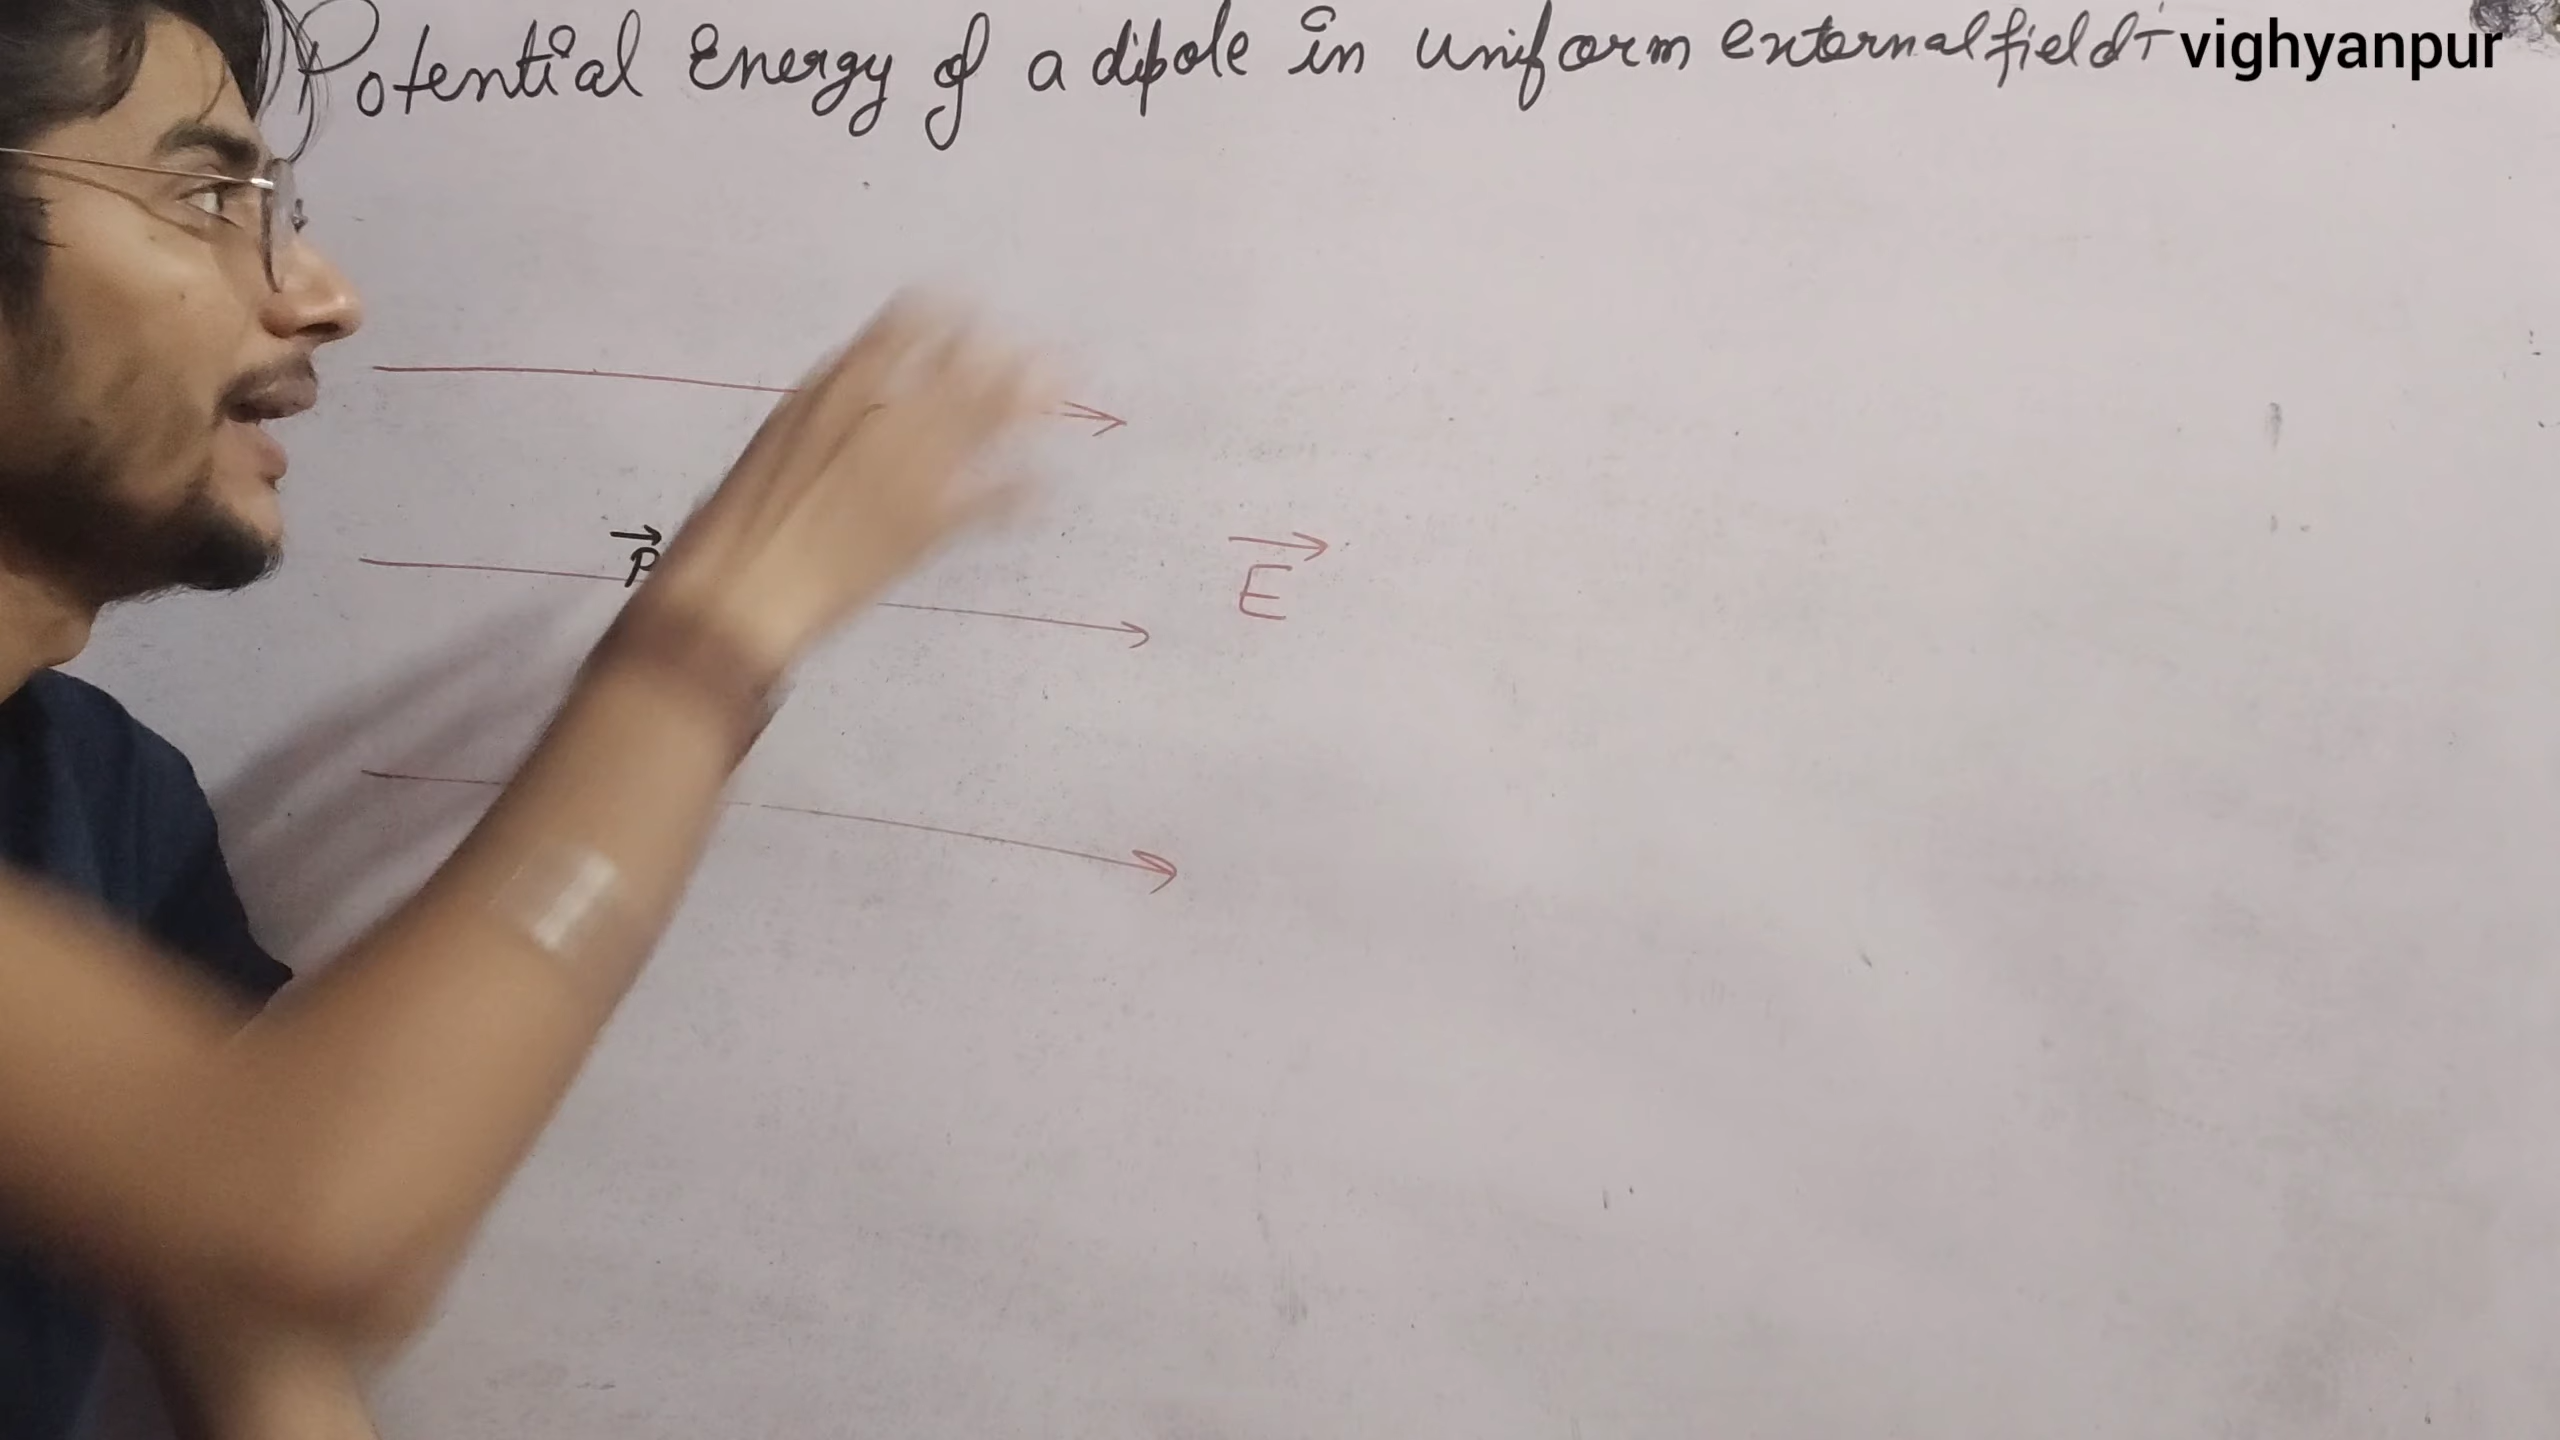 Potential Energy of a dipole in uniform external field :-
vighyanpur
P
E